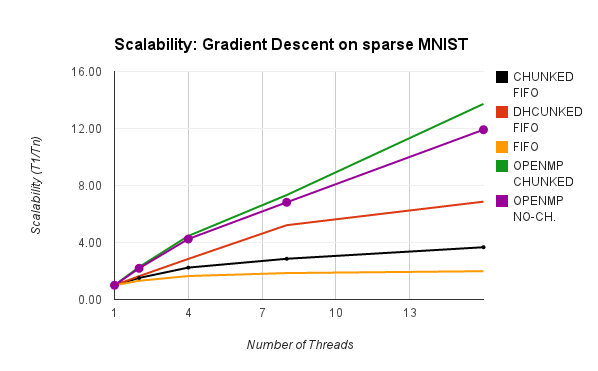 Scalability: Gradient Descent on sparse MNIST
16.00
12.00
8.00
4.00
0.00
Scalability (T1/Tn)
1
4
7
10
13
Number of Threads
CHUNKED
FIFO
DHCUNKED
FIFO
FIFO
OPENMP
CHUNKED
OPENMP
NO-CH.